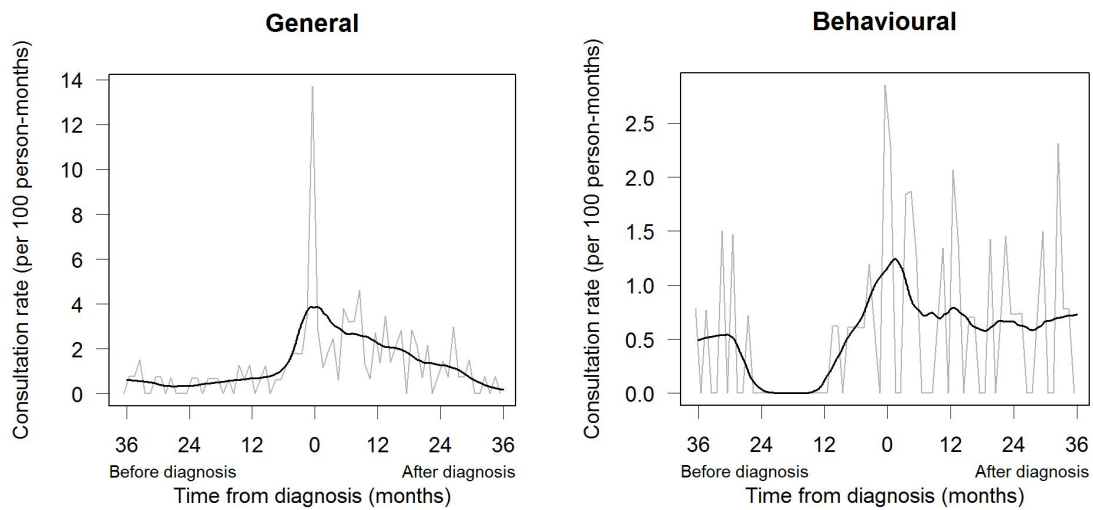 General
Consultation rate (per 100 person-months)
14
12
10
8
6
4
2
0
36 24 12 0 12 24 36
Before diagnosis After diagnosis
Time from diagnosis (months)
Behavioural
Consultation rate (per 100 person-months)
2.5
2.0
1.5
1.0
0.5
0.0
36 24 12 0 12 24 36
Before diagnosis After diagnosis
Time from diagnosis (months)